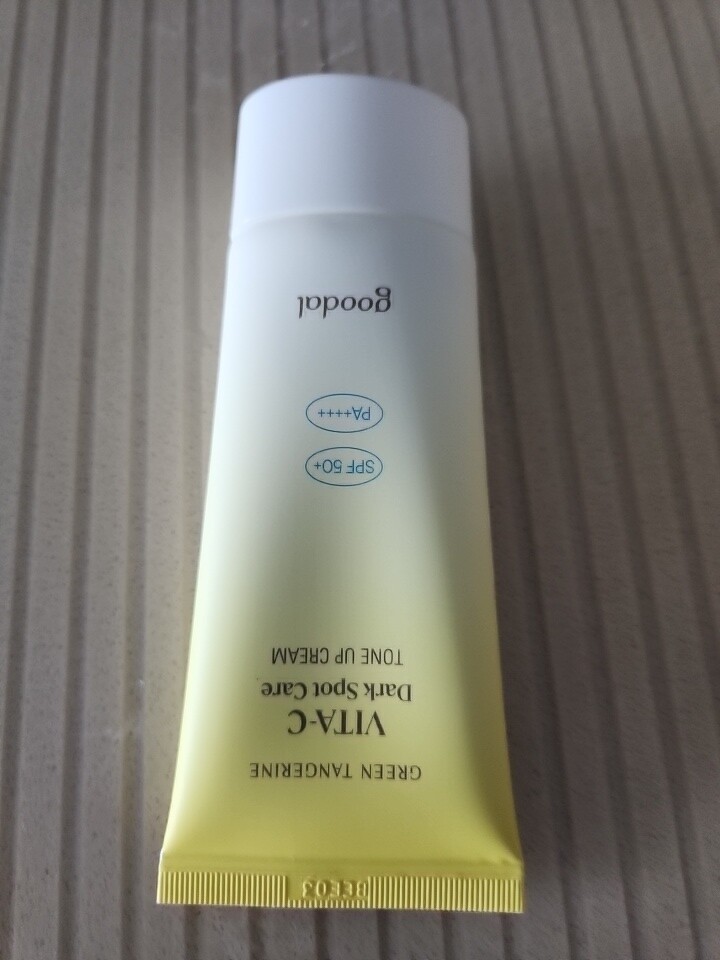 GREEN TANGERINE
VITA-C
Dark Spot Care
TONE UP CREAM
SPF 50+
PA++++
goodal